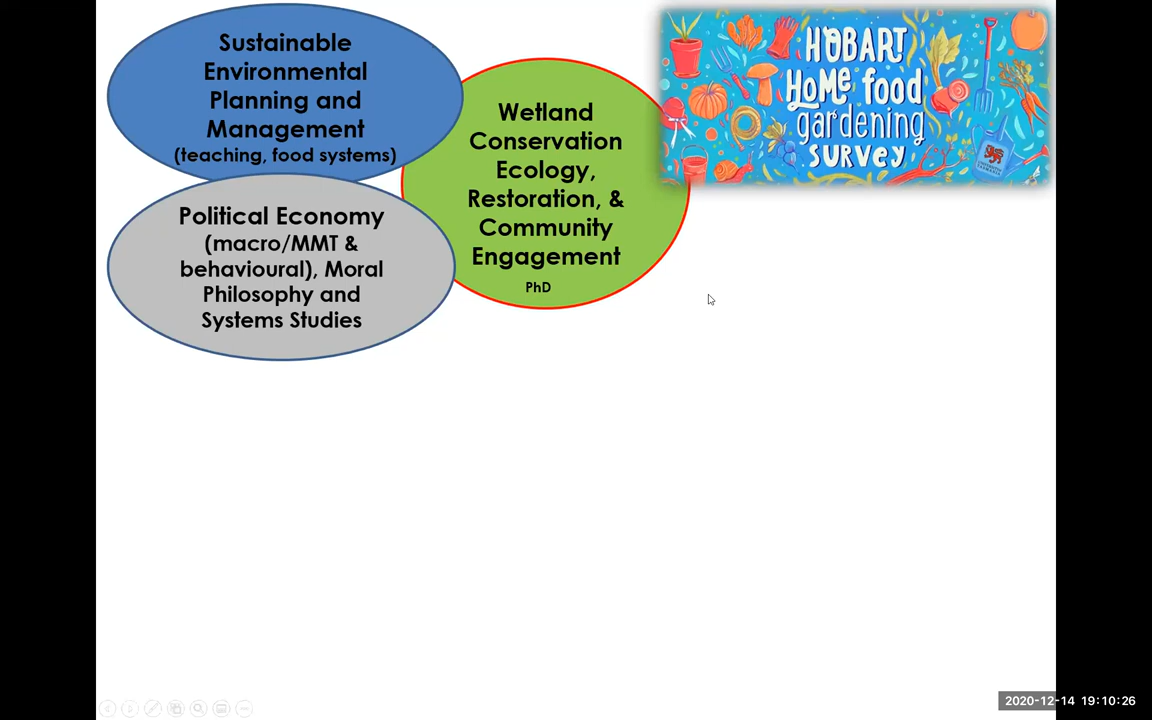 Sustainable
Environmental
Planning and
Management
(teaching, food systems)
Political Economy
(macro/MMT &
behavioural), Moral
Philosophy and
Systems Studies
Wetland
Conservation
Ecology,
Restoration, &
Community
Engagement
PhD
HOBART
HOMe food
gardening
SURVEY
2020-12-14 19:10:26